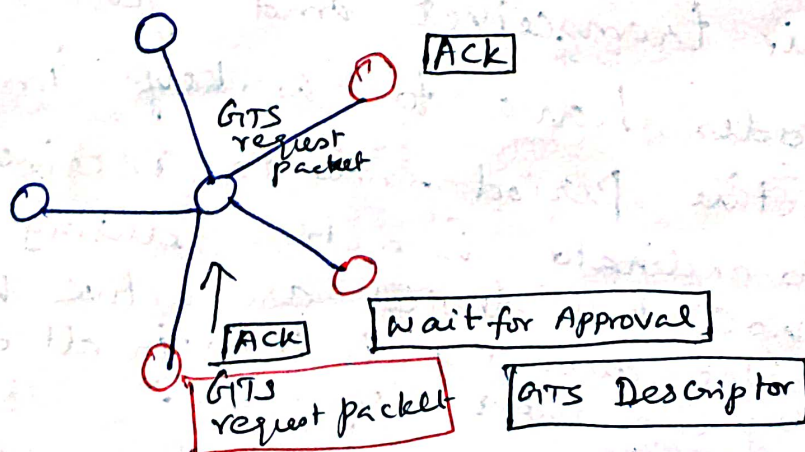 Ack
GTS
request
packet
wait for Approval
Ack
GTS
request packet
GTS Descriptor